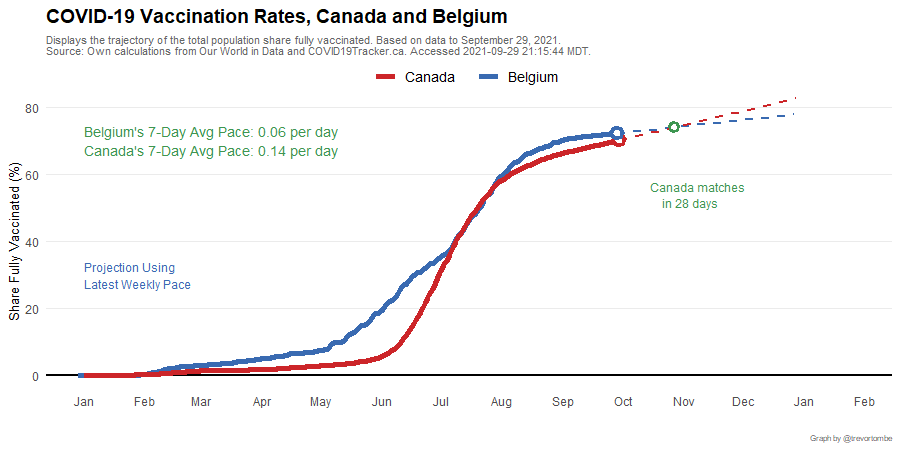 COVID-19 Vaccination Rates, Canada and Belgium
Displays the trajectory of the total population share fully vaccinated. Based on data to September 29, 2021.
Source: Own calculations from Our World in Data and COVID19Tracker.ca. Accessed 2021-09-29 21:15:44 MDT.
Canada Belgium
Share Fully Vaccinated (%)
80
60
40
20
0
Belgium's 7-Day Avg Pace: 0.06 per day
Canada's 7-Day Avg Pace: 0.14 per day
Canada matches
in 28 days
Projection Using
Latest Weekly Pace
Jan Feb Mar Apr May Jun Jul Aug Sep Oct Nov Dec Jan Feb
Graph by @trevortombe